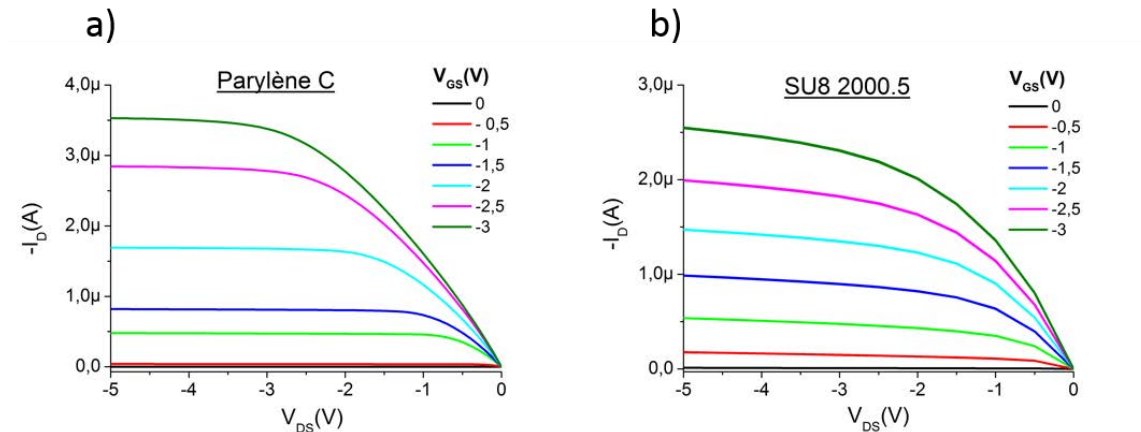 a)
Parylène C
V_GS(V)
0
- 0,5
-1
-1,5
-2
-2,5
-3
4.0µ
3.0µ
2.0µ
1.0µ
0.0
-I_D(A)
-5 -4 -3 -2 -1 0
V_DS(V)
b)
SU8 2000.5
V_GS(V)
0
-0,5
-1
-1,5
-2
-2,5
-3
3,0µ
2,0µ
1,0µ
0,0
-I_D(A)
-5 -4 -3 -2 -1 0
V_DS(V)